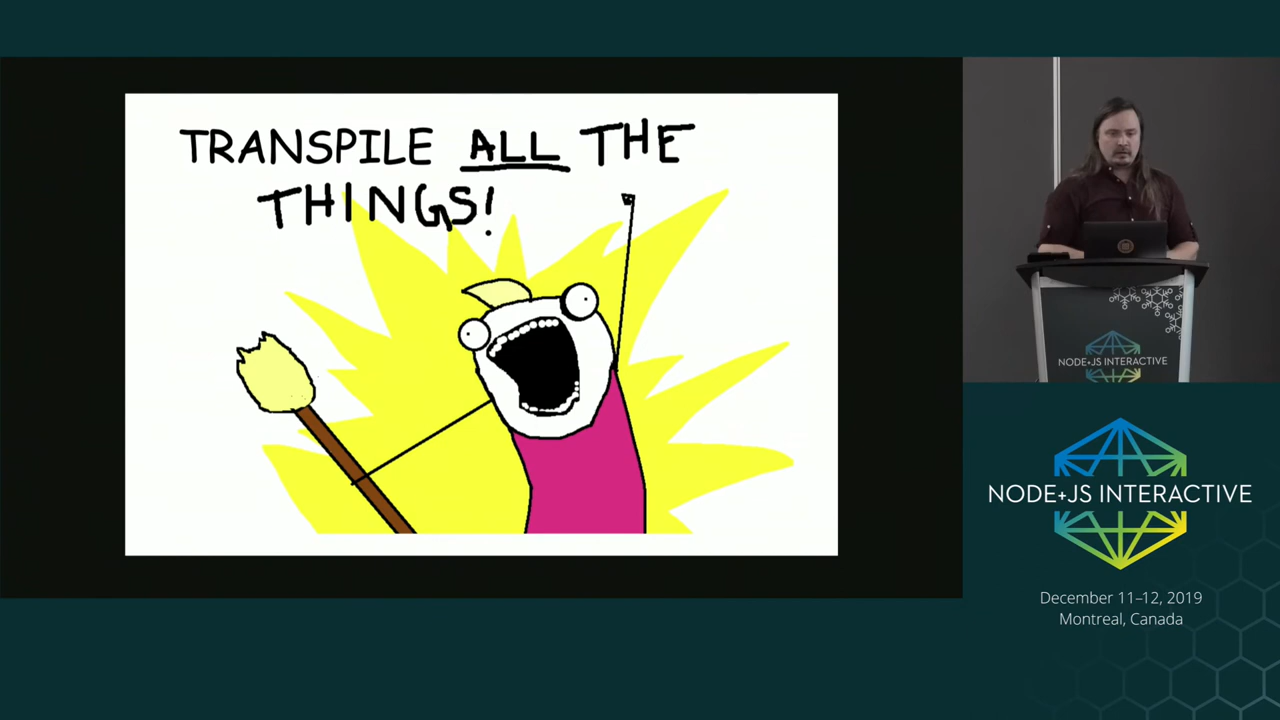 TRANSPILE ALL THE
THINGS!
NODE+JS INTERACTIVE
NODE+JS INTERACTIVE
December 11–12, 2019
Montreal, Canada